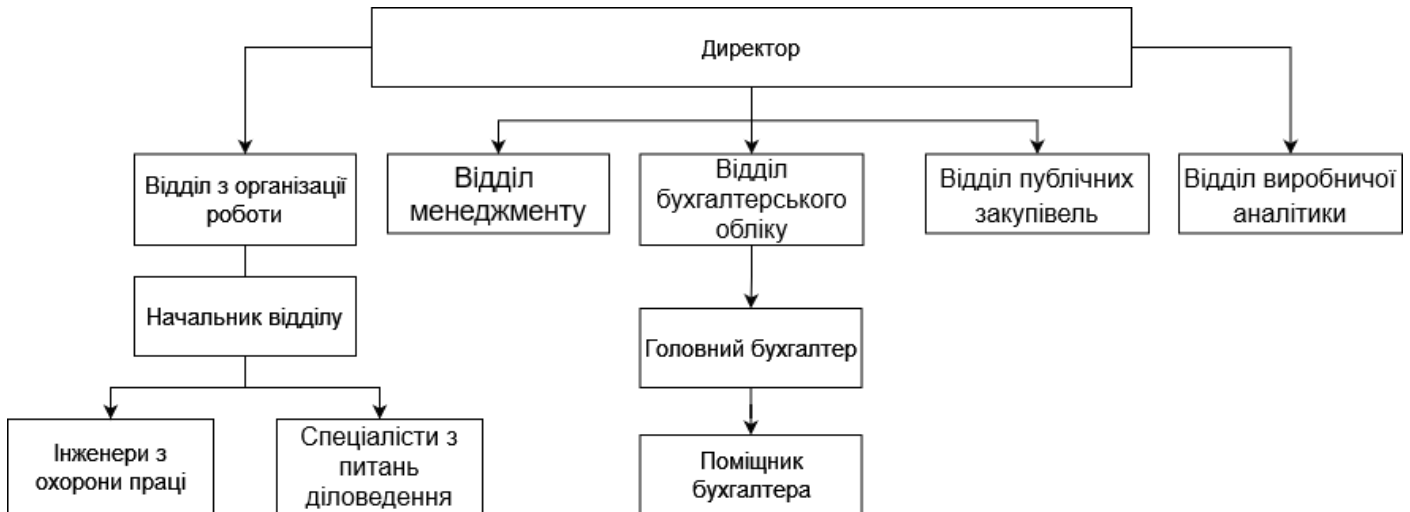 Директор
Відділ з організації
роботи
Відділ
менеджменту
Відділ
бухгалтерського
обліку
Відділ публічних
закупівель
Відділ виробничої
аналітики
Начальник відділу
Головний бухгалтер
Інженери з
охорони праці
Спеціалісти з
питань
діловедення
Поміщник
бухгалтера